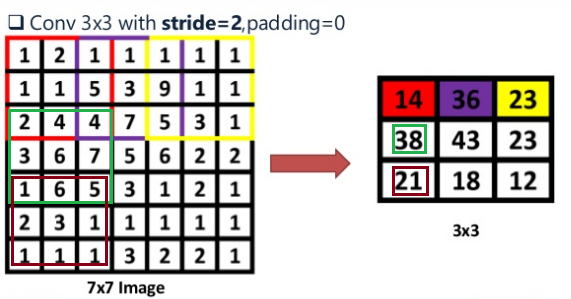 ❑ Conv 3x3 with stride=2,padding=0
1 2 1 1 1 1 1
1 1 5 3 9 1 1
2 4 4 7 5 3 1
3 6 7 5 6 2 2
1 6 5 3 1 2 1
2 3 1 1 1 1 1
1 1 1 3 2 2 1
7x7 Image
14 36 23
38 43 23
21 18 12
3x3